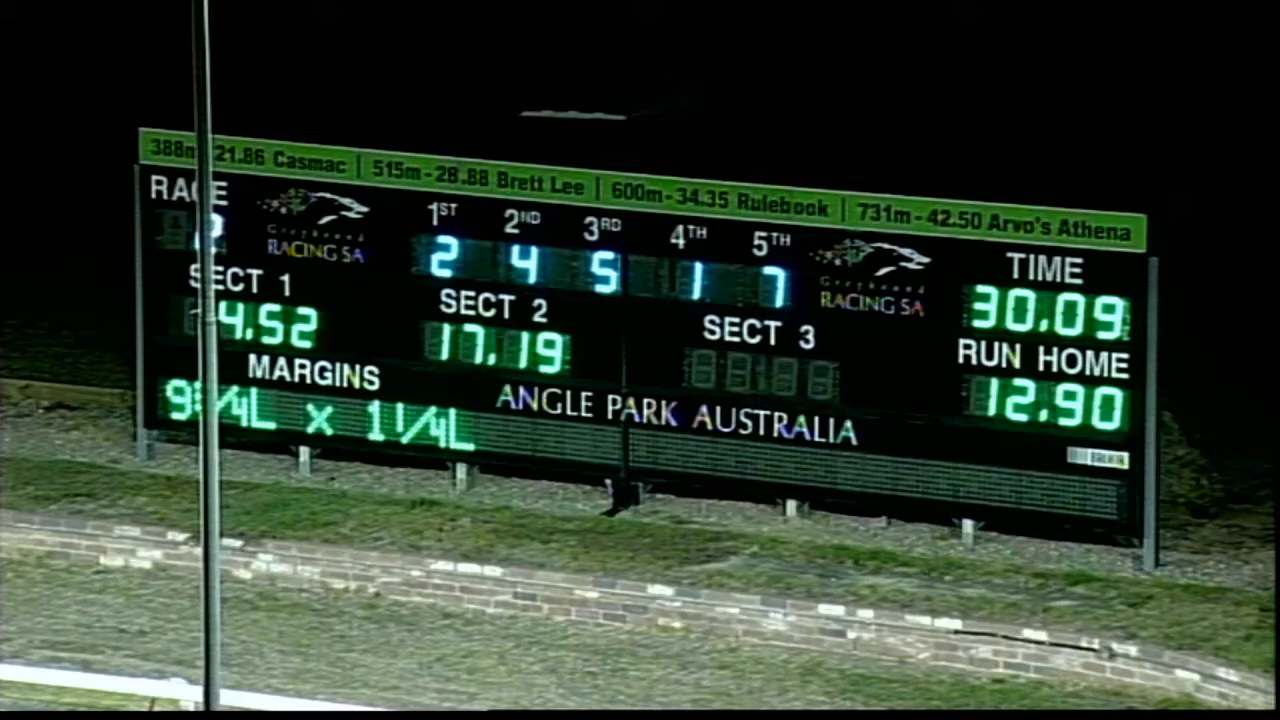 388m - 21.86 Casmac | 515m - 28.88 Brett Lee | 600m - 34.35 Rulebook | 731m - 42.50 Arvo's Athena
RACE
Greyhound
RACING SA
1ST 2ND 3RD 4TH 5TH
2 4 5 1 7
Greyhound
RACING SA
TIME
30.09
SECT 1
4.52
SECT 2
17.19
SECT 3
RUN HOME
12.90
MARGINS
ANGLE PARK AUSTRALIA
x 1 1/4L